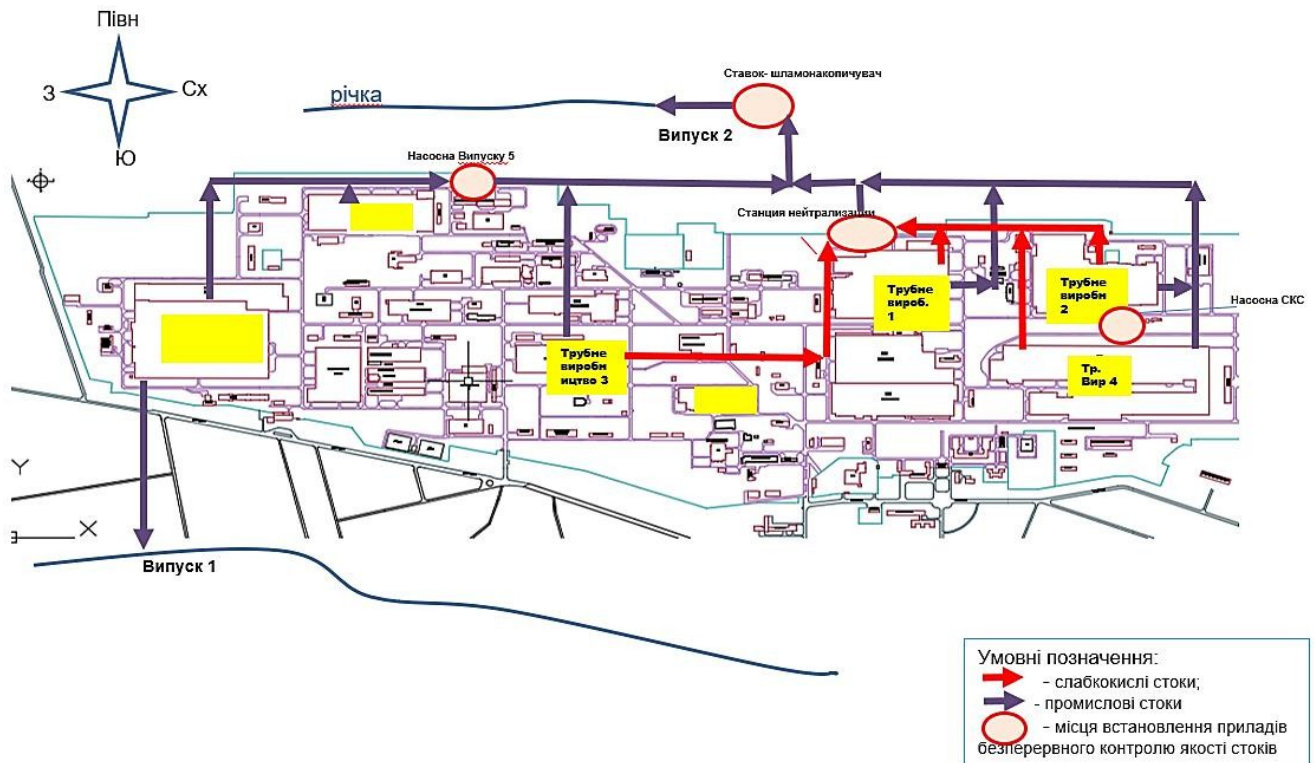 Півн
З
Сх
Ю
річка
Ставок- шламонакопичувач
Випуск 2
Насосна Випуску 5
Станция нейтрализации
Трубне
вироб.
1
Трубне
виробн
2
Насосна СКС
Трубне
виробн
ицтво 3
Тр.
Вир 4
Y
X
Випуск 1
Умовні позначення:
- слабкокислі стоки;
- промислові стоки
- місця встановлення приладів
безперервного контролю якості стоків